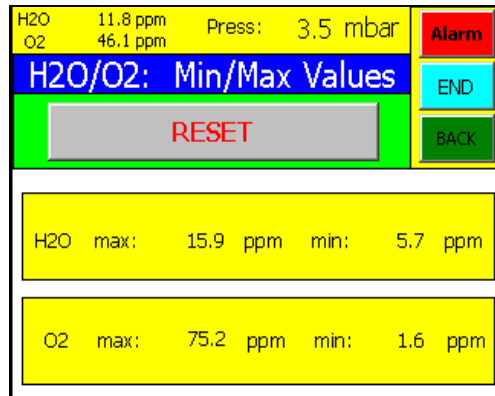 H2O 11.8 ppm Press: 3.5 mbar Alarm
O2 46.1 ppm
H2O/O2: Min/Max Values
END
RESET
BACK
H2O max: 15.9 ppm min: 5.7 ppm
O2 max: 75.2 ppm min: 1.6 ppm